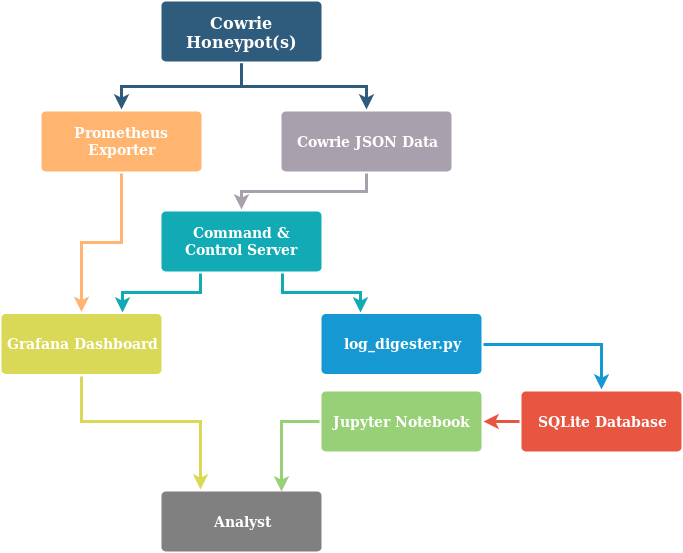 Cowrie
Honeypot(s)
Prometheus
Exporter
Cowrie JSON Data
Command &
Control Server
Grafana Dashboard
log_digester.py
Jupyter Notebook
SQLite Database
Analyst